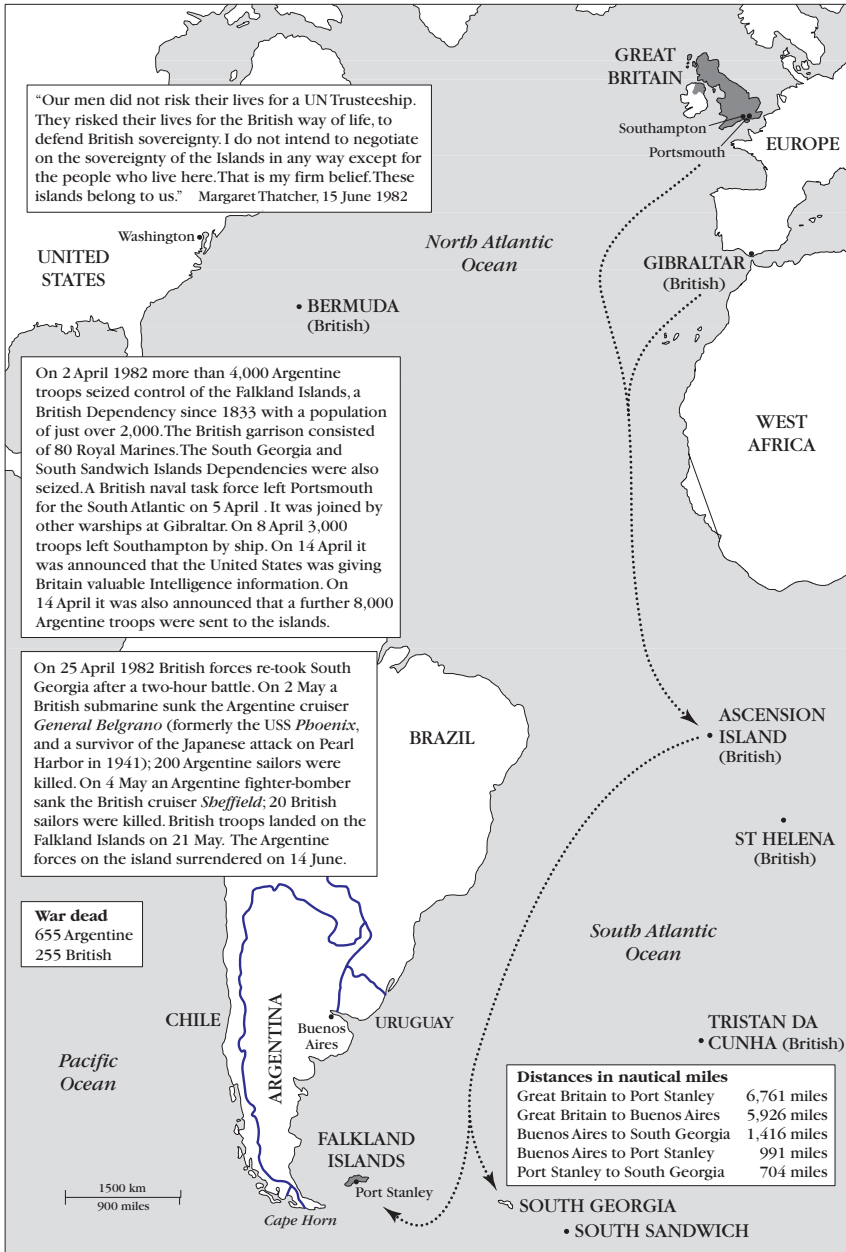 GREAT
BRITAIN
Southampton
Portsmouth
EUROPE
“Our men did not risk their lives for a UN Trusteeship.
They risked their lives for the British way of life, to
defend British sovereignty. I do not intend to negotiate
on the sovereignty of the Islands in any way except for
the people who live here. That is my firm belief. These
islands belong to us.” Margaret Thatcher, 15 June 1982
Washington
UNITED
STATES
North Atlantic
Ocean
GIBRALTAR
(British)
BERMUDA
(British)
On 2 April 1982 more than 4,000 Argentine
troops seized control of the Falkland Islands, a
British Dependency since 1833 with a population
of just over 2,000. The British garrison consisted
of 80 Royal Marines. The South Georgia and
South Sandwich Islands Dependencies were also
seized. A British naval task force left Portsmouth
for the South Atlantic on 5 April . It was joined by
other warships at Gibraltar. On 8 April 3,000
troops left Southampton by ship. On 14 April it
was announced that the United States was giving
Britain valuable Intelligence information. On
14 April it was also announced that a further 8,000
Argentine troops were sent to the islands.
WEST
AFRICA
On 25 April 1982 British forces re-took South
Georgia after a two-hour battle. On 2 May a
British submarine sunk the Argentine cruiser
General Belgrano (formerly the USS Phoenix,
and a survivor of the Japanese attack on Pearl
Harbor in 1941); 200 Argentine sailors were
killed. On 4 May an Argentine fighter-bomber
sank the British cruiser Sheffield; 20 British
sailors were killed. British troops landed on the
Falkland Islands on 21 May. The Argentine
forces on the island surrendered on 14 June.
BRAZIL
ASCENSION
ISLAND
(British)
ST HELENA
(British)
War dead
655 Argentine
255 British
South Atlantic
Ocean
CHILE
ARGENTINA
Buenos
Aires
URUGUAY
TRISTAN DA
CUNHA (British)
Pacific
Ocean
Distances in nautical miles
Great Britain to Port Stanley 6,761 miles
Great Britain to Buenos Aires 5,926 miles
Buenos Aires to South Georgia 1,416 miles
Buenos Aires to Port Stanley 991 miles
Port Stanley to South Georgia 704 miles
FALKLAND
ISLANDS
Port Stanley
1500 km
900 miles
Cape Horn
SOUTH GEORGIA
SOUTH SANDWICH